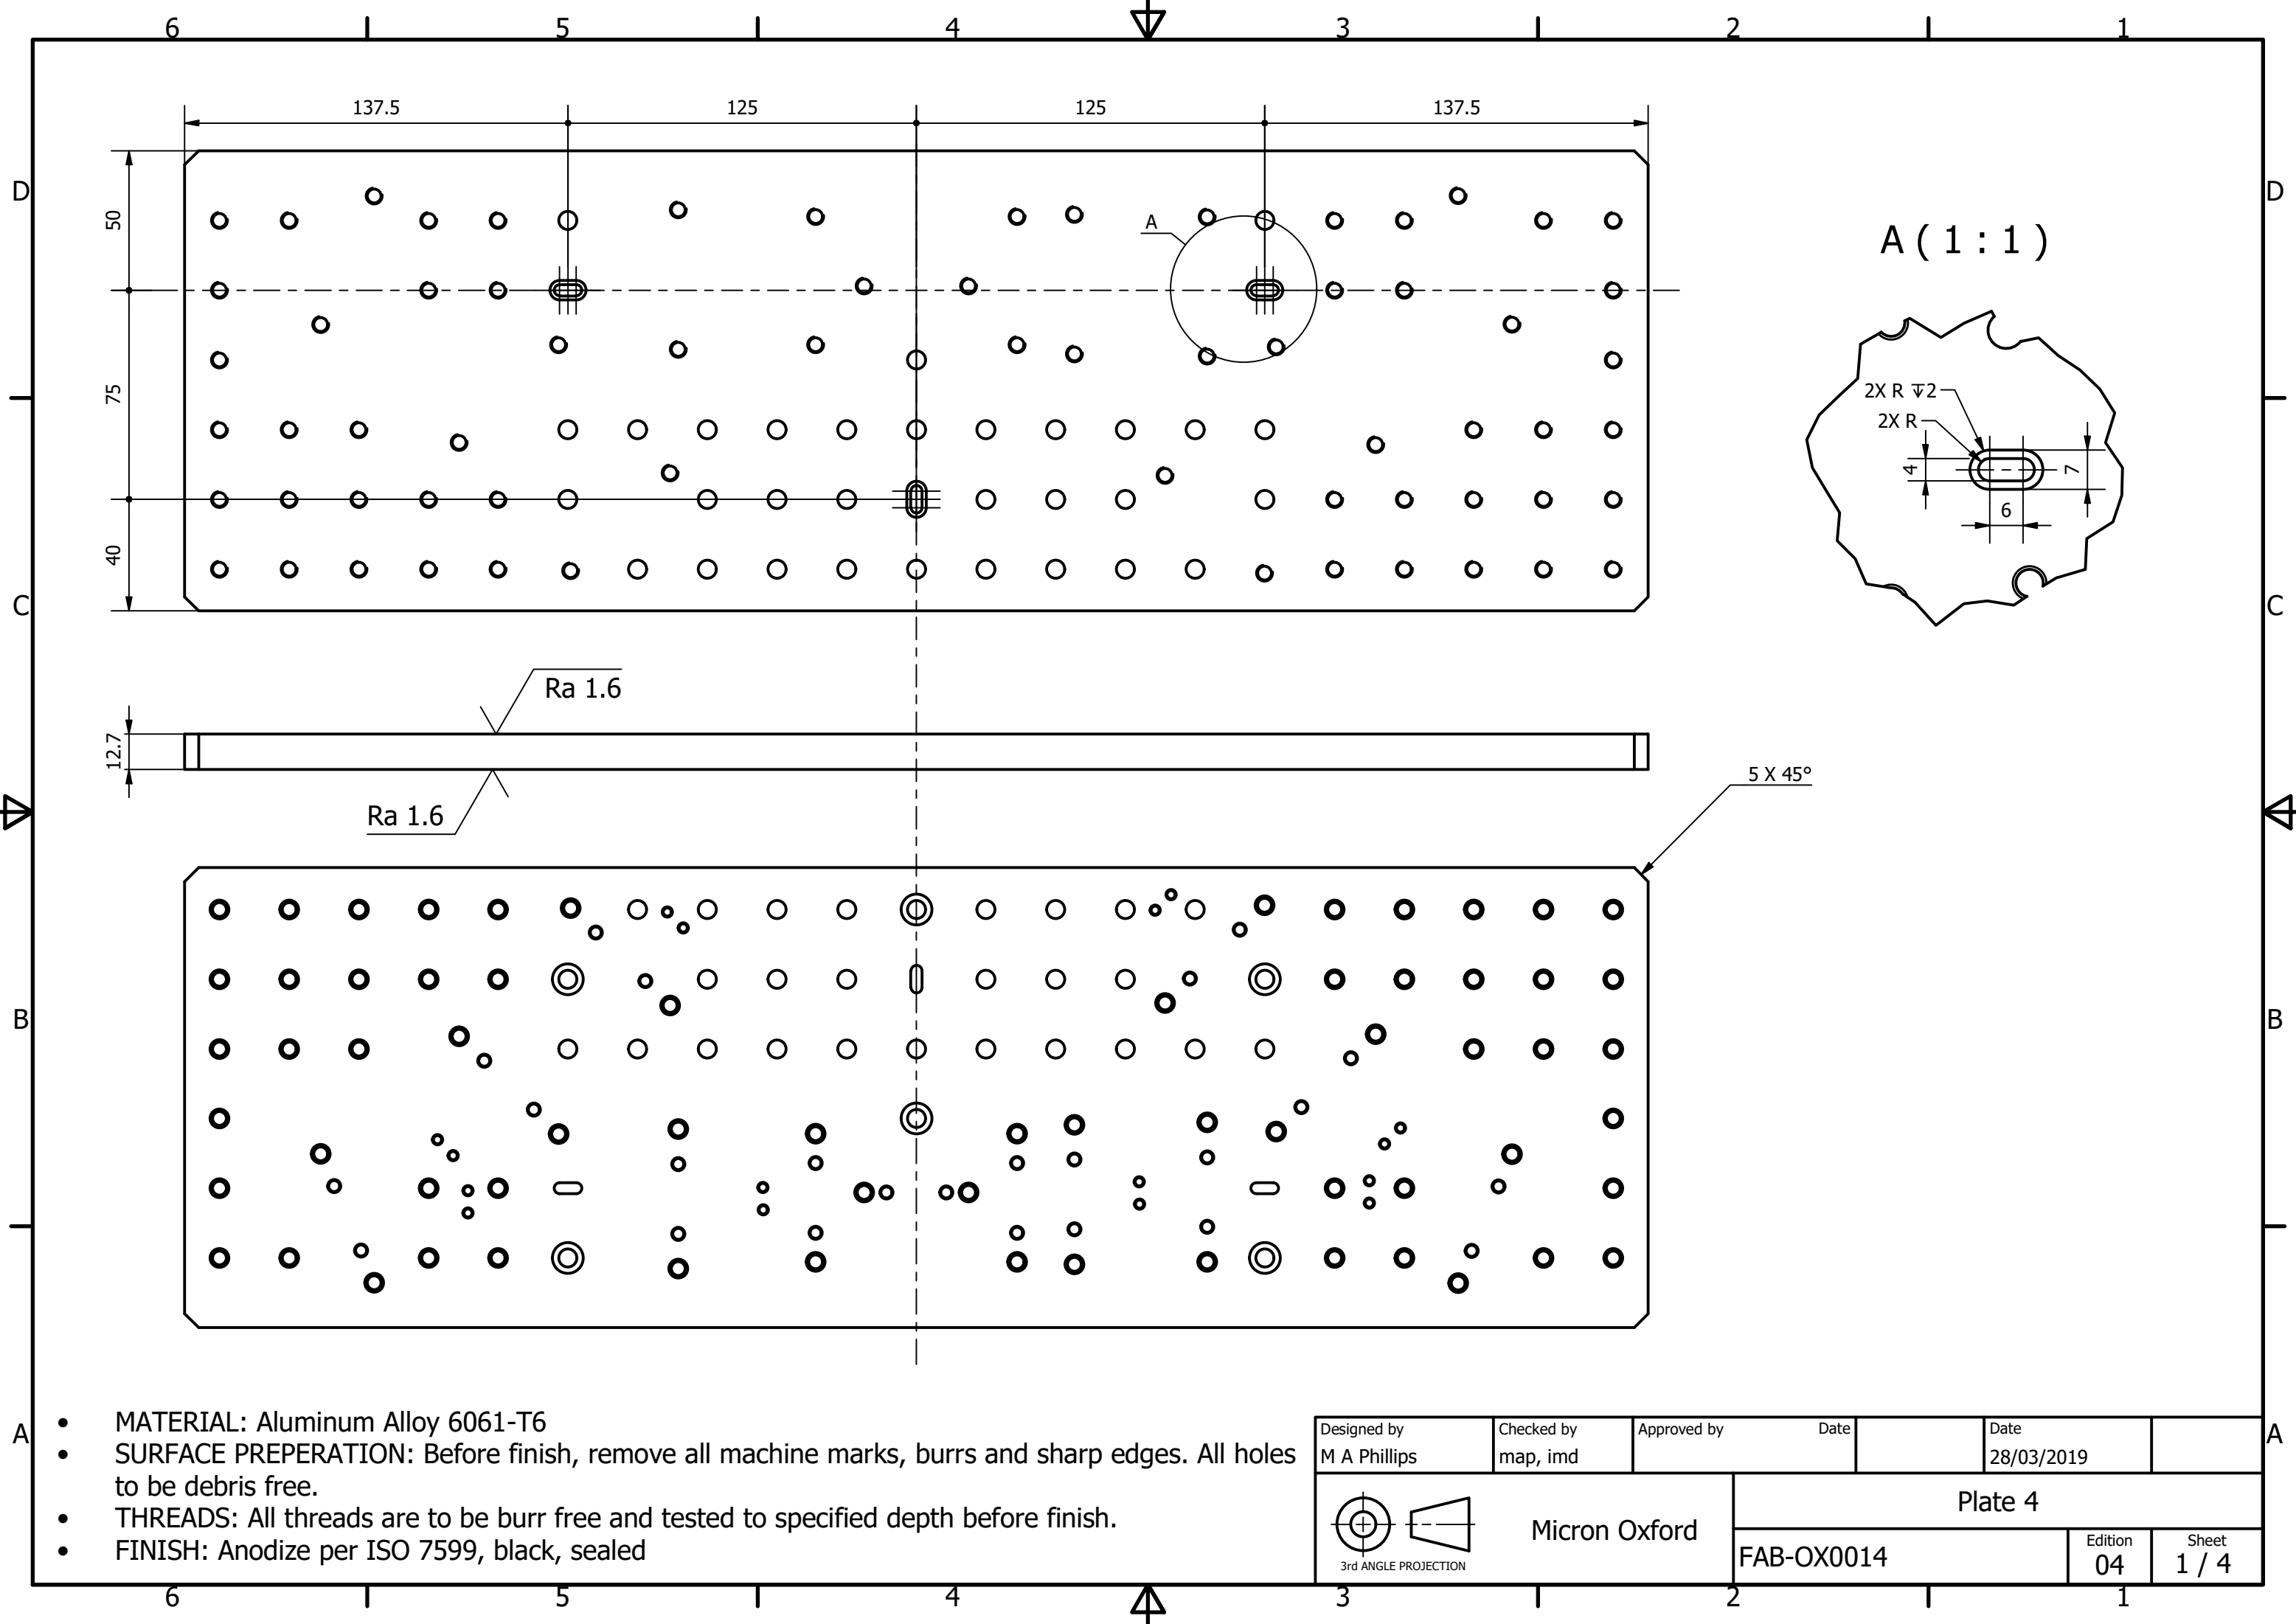 6 5 4 3 2 1
137.5 125 125 137.5
D D
50
A
A ( 1 : 1 )
75
2X R ↧2
2X R
4 7
6
40
C C
Ra 1.6
12.7
Ra 1.6
5 X 45°
B B
A A
• MATERIAL: Aluminum Alloy 6061-T6
• SURFACE PREPERATION: Before finish, remove all machine marks, burrs and sharp edges. All holes
to be debris free.
• THREADS: All threads are to be burr free and tested to specified depth before finish.
• FINISH: Anodize per ISO 7599, black, sealed
Designed by Checked by Approved by Date Date
M A Phillips map, imd 28/03/2019
Plate 4
Micron Oxford
3rd ANGLE PROJECTION
FAB-OX0014
Edition Sheet
04 1 / 4
6 5 4 3 2 1